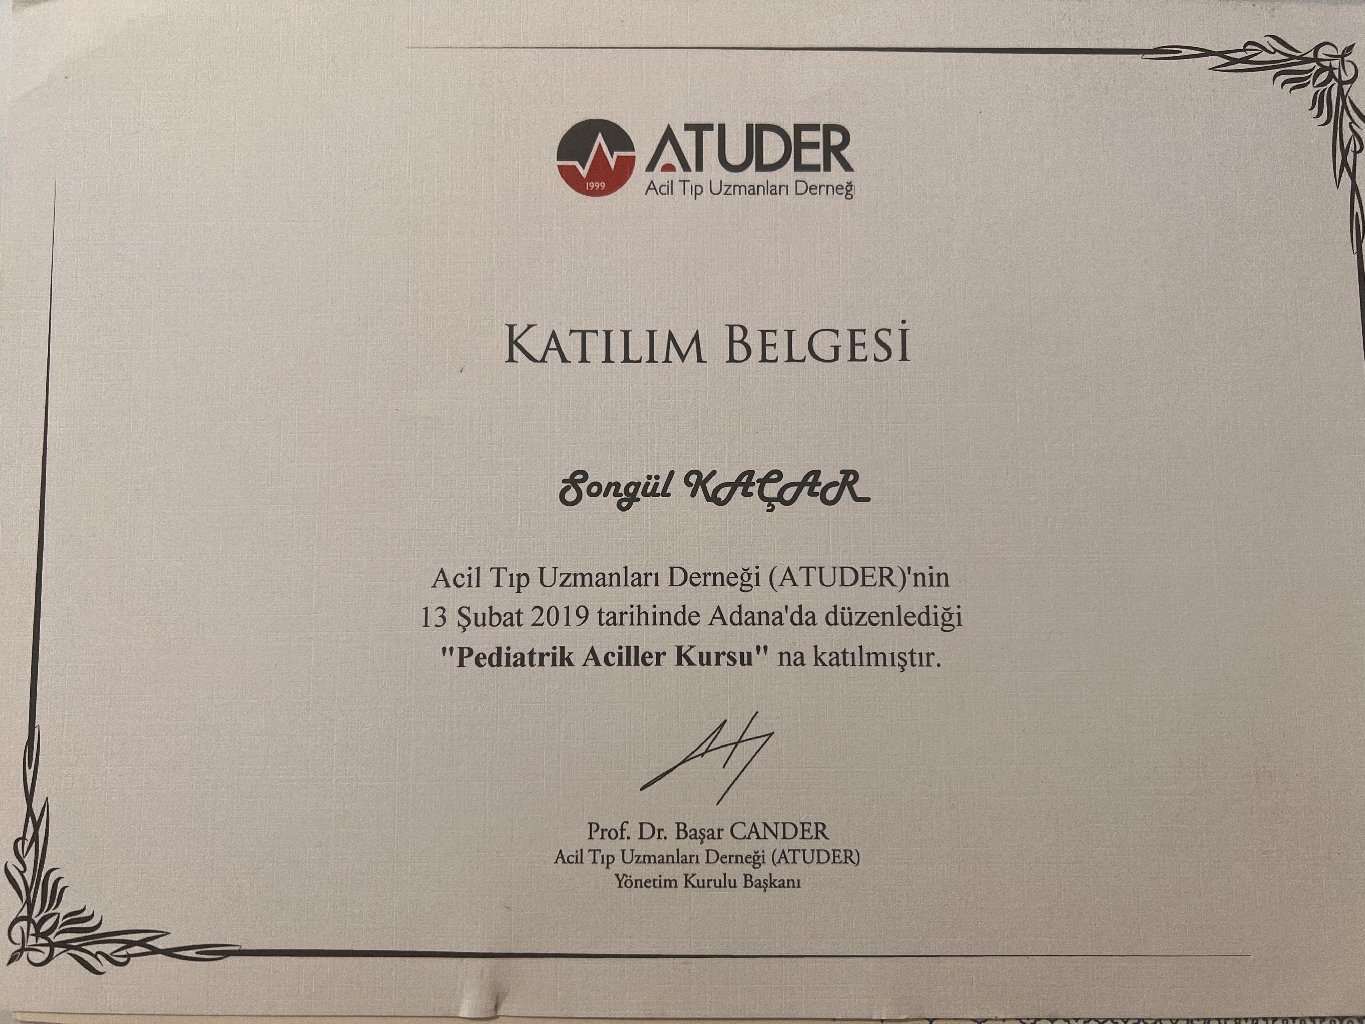 ATUDER
1999
Acil Tıp Uzmanları Derneği
KATILIM BELGESİ
Songül KAÇAR
Acil Tıp Uzmanları Derneği (ATUDER)'nin
13 Şubat 2019 tarihinde Adana'da düzenlediği
"Pediatrik Aciller Kursu" na katılmıştır.
Prof. Dr. Başar CANDER
Acil Tıp Uzmanları Derneği (ATUDER)
Yönetim Kurulu Başkanı